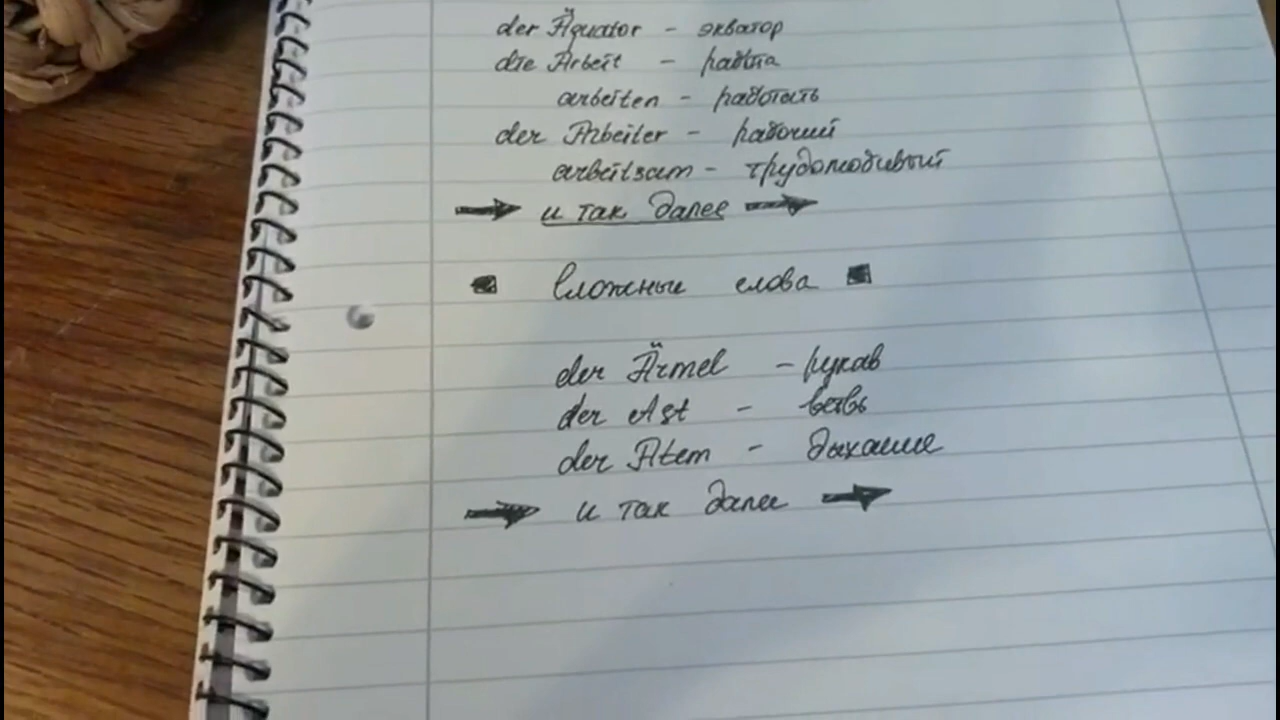 der Äquator - экватор
die Arbeit - работа
arbeiten - работать
der Arbeiter - рабочий
arbeitsam - трудолюбивый
→ и так далее →
■ Сложные слова ■
der Ärmel - рукав
der Ast - ветвь
der Atem - дыхание
→ и так далее →